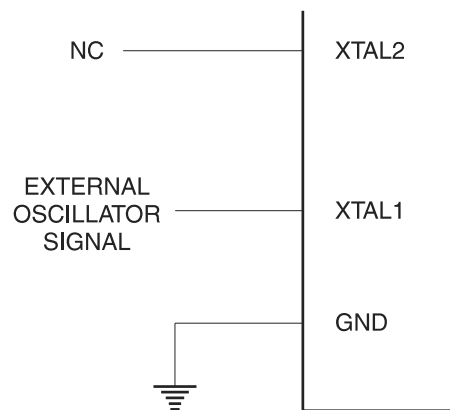 NC
XTAL2
EXTERNAL
OSCILLATOR
SIGNAL
XTAL1
GND